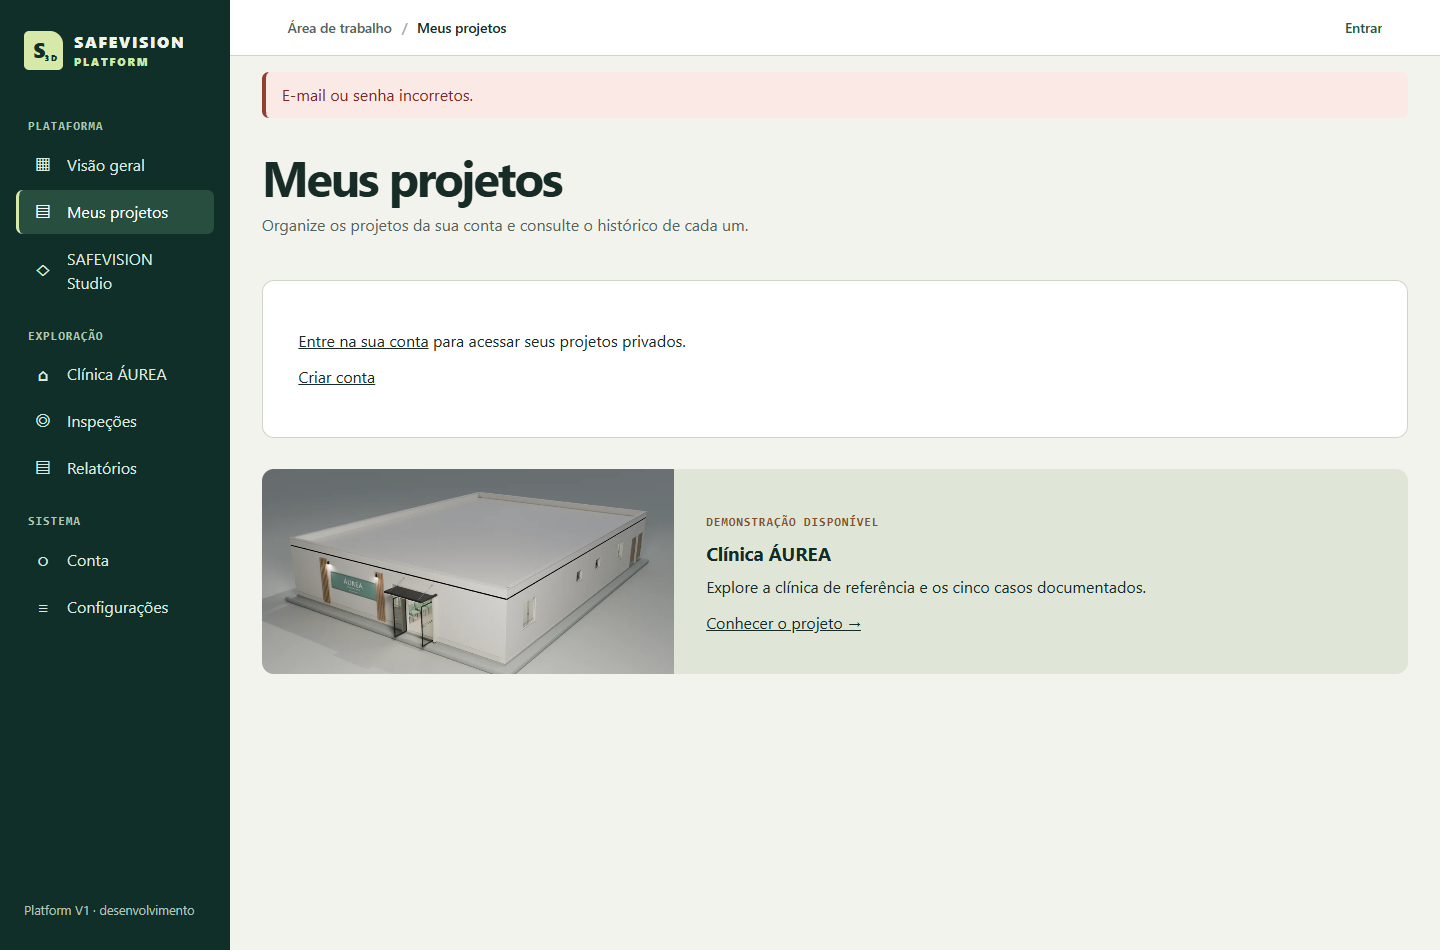 S3D
SAFEVISION
PLATFORM
PLATAFORMA
Visão geral
Meus projetos
SAFEVISION
Studio
EXPLORAÇÃO
Clínica ÁUREA
Inspeções
Relatórios
SISTEMA
Conta
Configurações
Platform V1 · desenvolvimento
Área de trabalho / Meus projetos
Entrar
E-mail ou senha incorretos.
Meus projetos
Organize os projetos da sua conta e consulte o histórico de cada um.
Entre na sua conta para acessar seus projetos privados.
Criar conta
ÁUREA
DEMONSTRAÇÃO DISPONÍVEL
Clínica ÁUREA
Explore a clínica de referência e os cinco casos documentados.
Conhecer o projeto →